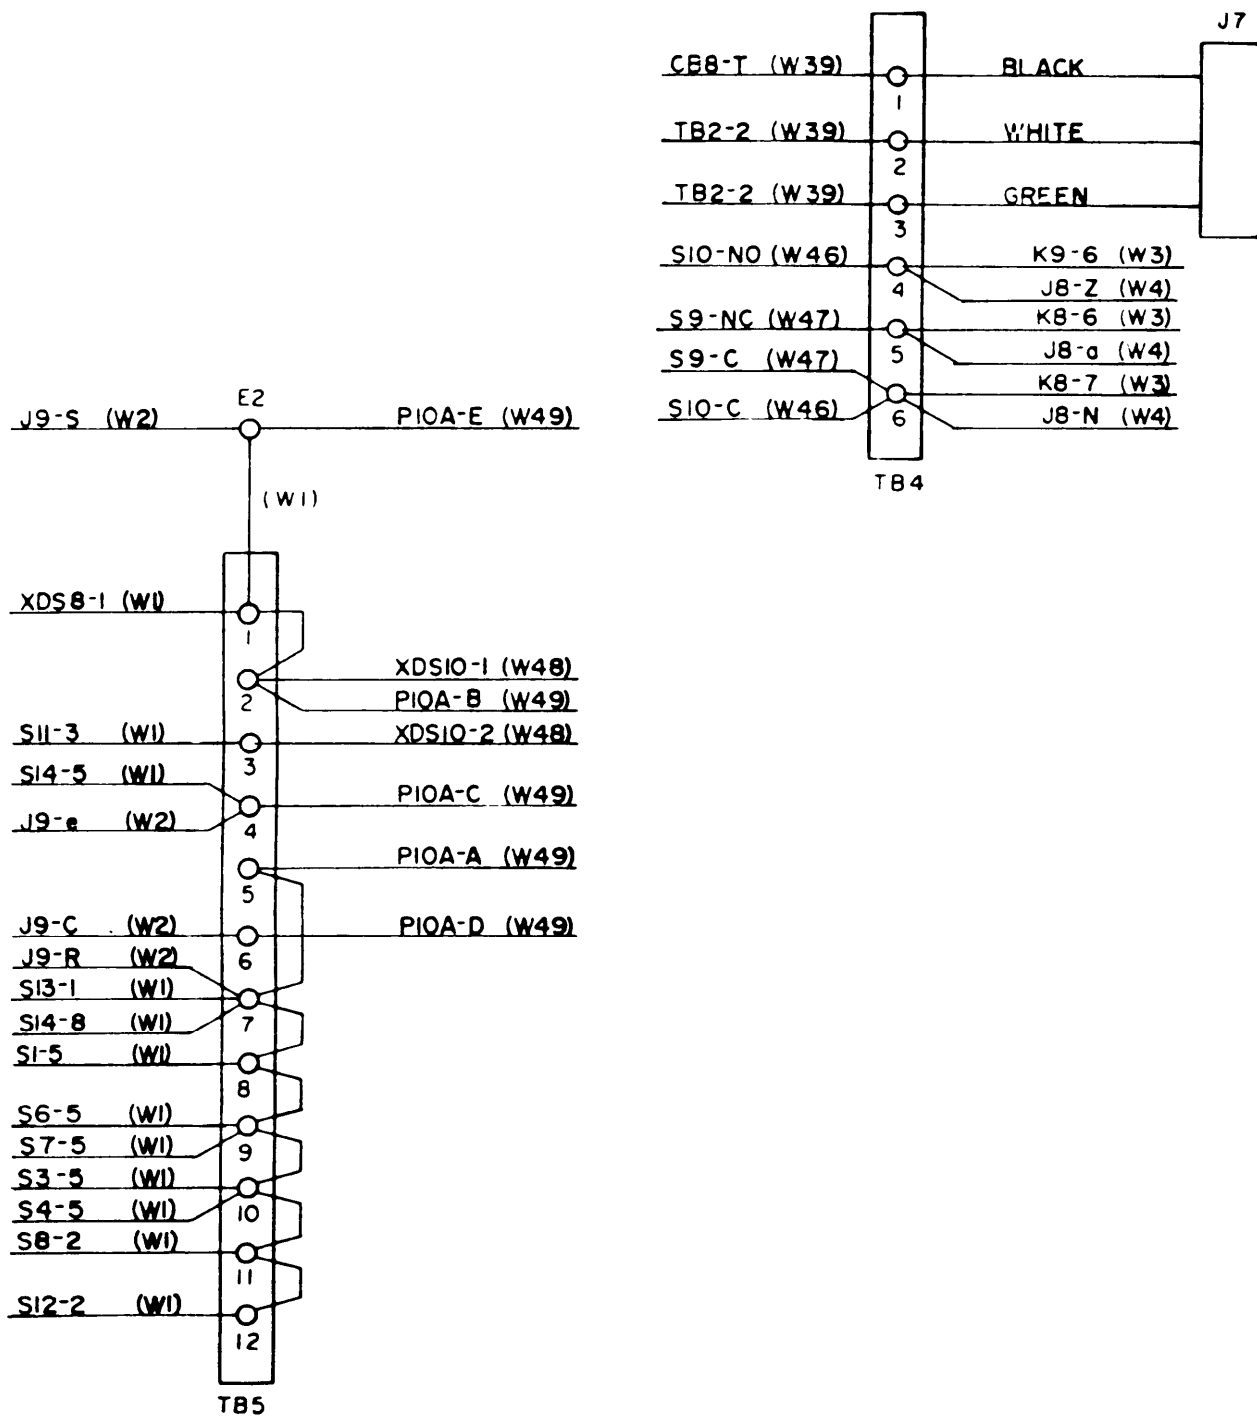 J7
CB8-T (W39) BLACK
1
TB2-2 (W39) WHITE
2
TB2-2 (W39) GREEN
3
S10-NO (W46) K9-6 (W3)
4 J8-Z (W4)
S9-NC (W47) K8-6 (W3)
5 J8-a (W4)
S9-C (W47) K8-7 (W3)
S10-C (W46) 6 J8-N (W4)
TB4
E2
J9-S (W2) P10A-E (W49)
(W1)
XDS8-1 (W1)
1
XDS10-1 (W48)
2 P10A-B (W49)
S11-3 (W1) XDS10-2 (W48)
3
S14-5 (W1)
P10A-C (W49)
J9-e (W2) 4
P10A-A (W49)
5
J9-C (W2) P10A-D (W49)
6
J9-R (W2)
S13-1 (W1)
S14-8 (W1) 7
S1-5 (W1)
8
S6-5 (W1)
S7-5 (W1) 9
S3-5 (W1)
S4-5 (W1) 10
S8-2 (W1)
11
S12-2 (W1)
12
TB5